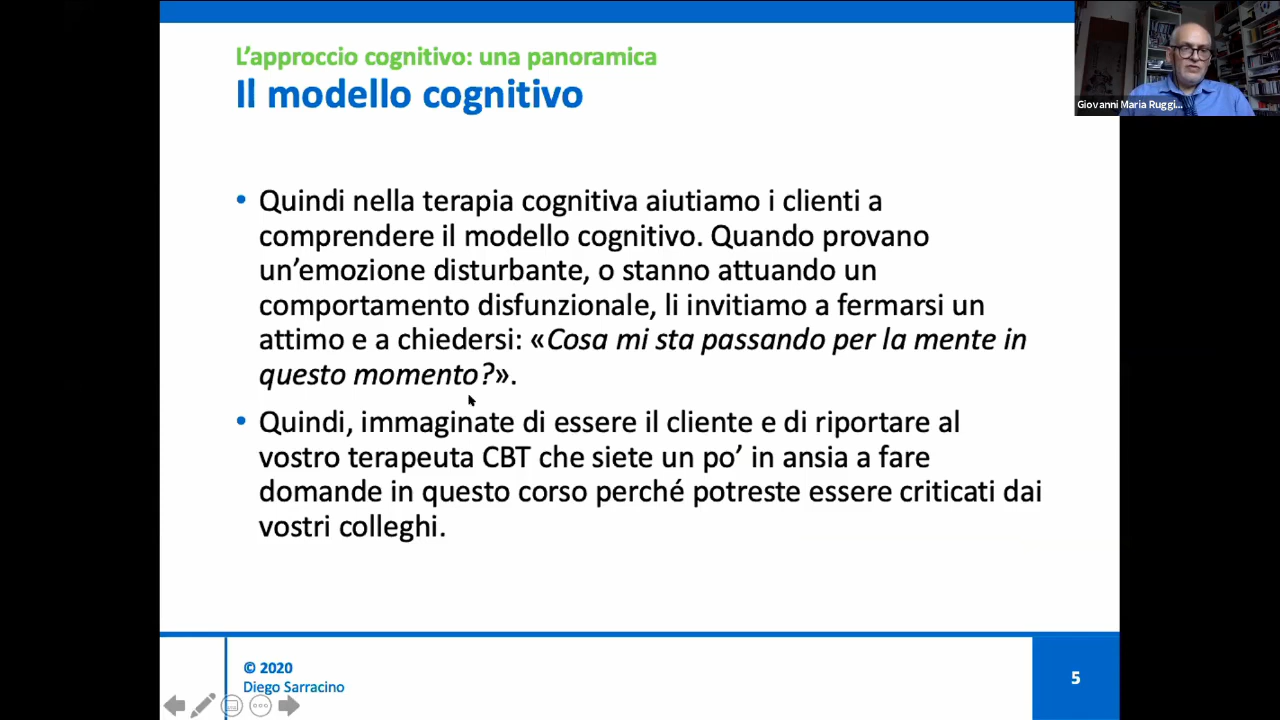 L’approccio cognitivo: una panoramica
Il modello cognitivo
Giovanni Maria Ruggi...
• Quindi nella terapia cognitiva aiutiamo i clienti a
comprendere il modello cognitivo. Quando provano
un’emozione disturbante, o stanno attuando un
comportamento disfunzionale, li invitiamo a fermarsi un
attimo e a chiedersi: «Cosa mi sta passando per la mente in
questo momento?».
• Quindi, immaginate di essere il cliente e di riportare al
vostro terapeuta CBT che siete un po’ in ansia a fare
domande in questo corso perché potreste essere criticati dai
vostri colleghi.
© 2020
Diego Sarracino
5